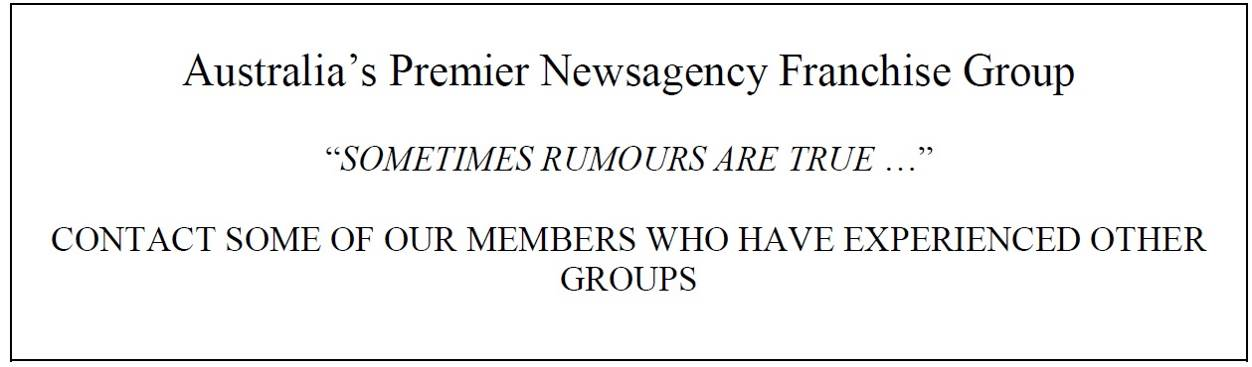 Australia’s Premier Newsagency Franchise Group
“SOMETIMES RUMOURS ARE TRUE …”
CONTACT SOME OF OUR MEMBERS WHO HAVE EXPERIENCED OTHER
GROUPS